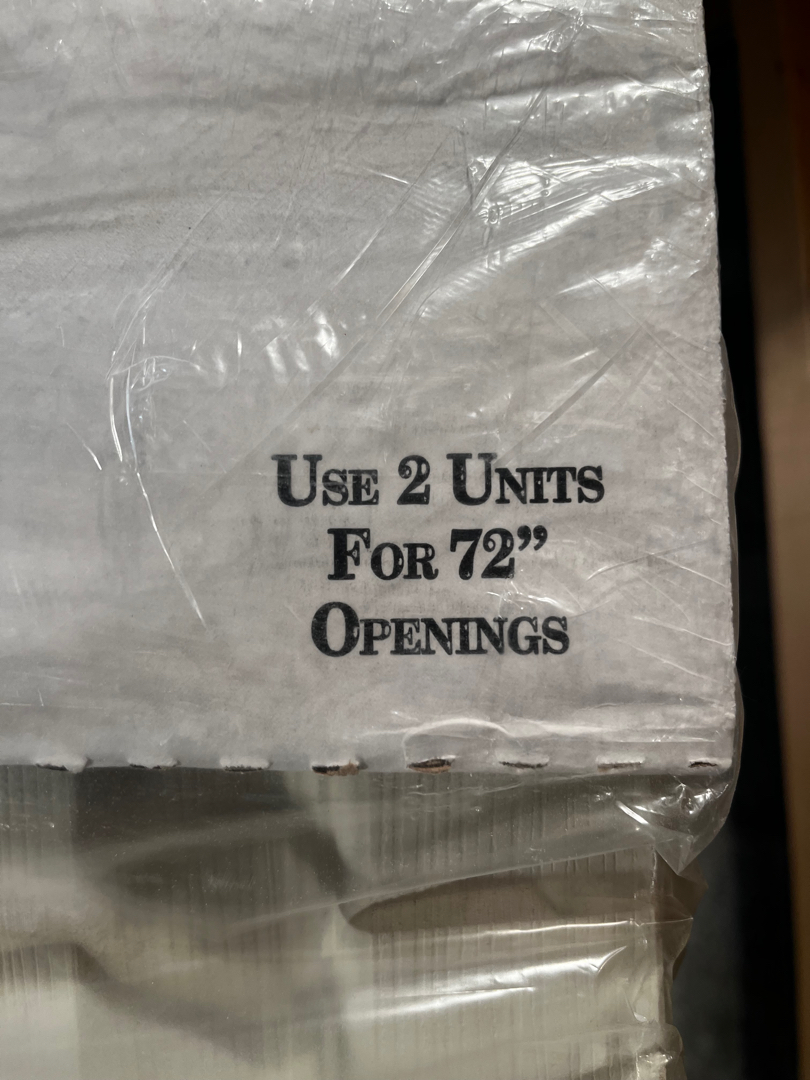 Use 2 Units
For 72”
Openings